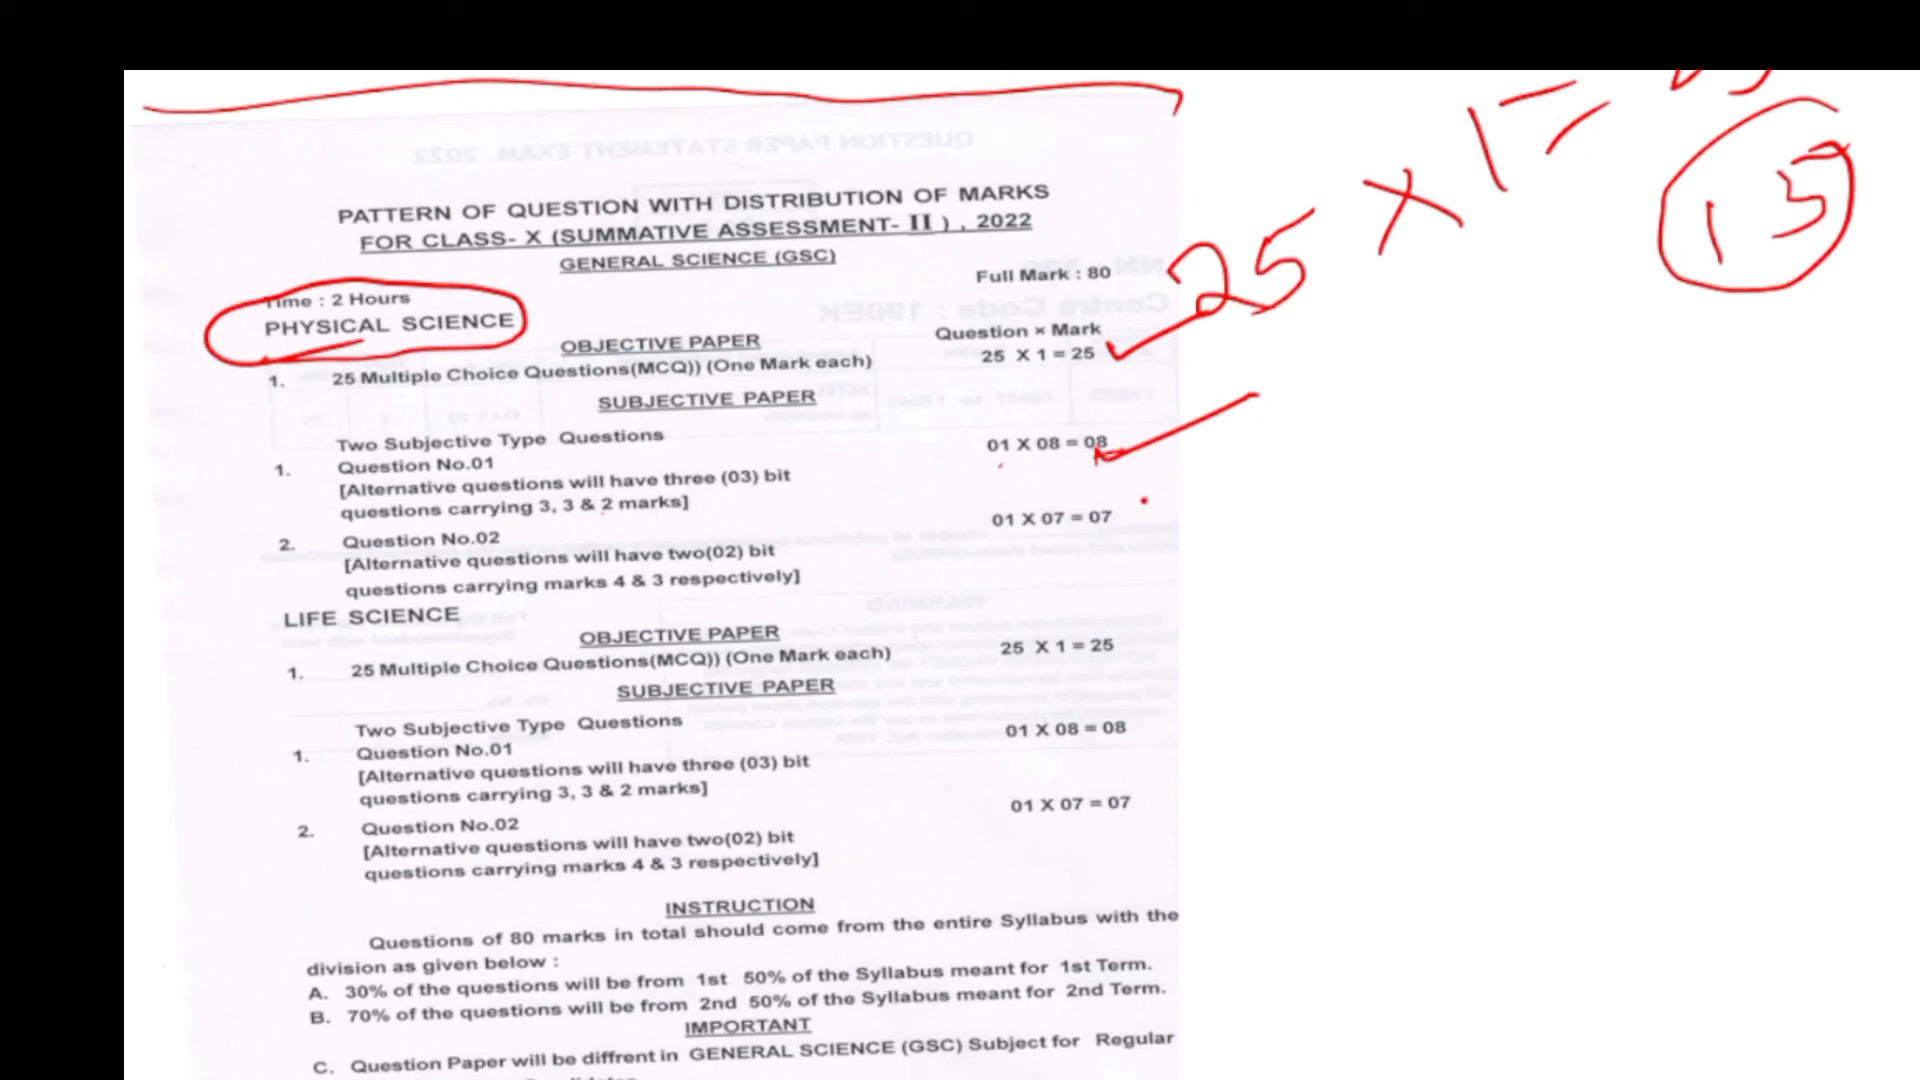 PATTERN OF QUESTION WITH DISTRIBUTION OF MARKS
FOR CLASS- X (SUMMATIVE ASSESSMENT- II ) , 2022
GENERAL SCIENCE (GSC)
Full Mark : 80
Time : 2 Hours
PHYSICAL SCIENCE
OBJECTIVE PAPER
Question × Mark
1. 25 Multiple Choice Questions(MCQ)) (One Mark each) 25 X 1 = 25
SUBJECTIVE PAPER
Two Subjective Type Questions
1. Question No.01 01 X 08 = 08
[Alternative questions will have three (03) bit
questions carrying 3, 3 & 2 marks]
2. Question No.02 01 X 07 = 07
[Alternative questions will have two(02) bit
questions carrying marks 4 & 3 respectively]
LIFE SCIENCE
OBJECTIVE PAPER
1. 25 Multiple Choice Questions(MCQ)) (One Mark each) 25 X 1 = 25
SUBJECTIVE PAPER
Two Subjective Type Questions
1. Question No.01 01 X 08 = 08
[Alternative questions will have three (03) bit
questions carrying 3, 3 & 2 marks]
2. Question No.02 01 X 07 = 07
[Alternative questions will have two(02) bit
questions carrying marks 4 & 3 respectively]
INSTRUCTION
Questions of 80 marks in total should come from the entire Syllabus with the
division as given below :
A. 30% of the questions will be from 1st 50% of the Syllabus meant for 1st Term.
B. 70% of the questions will be from 2nd 50% of the Syllabus meant for 2nd Term.
IMPORTANT
C. Question Paper will be diffrent in GENERAL SCIENCE (GSC) Subject for Regular
25 × 1 =
15